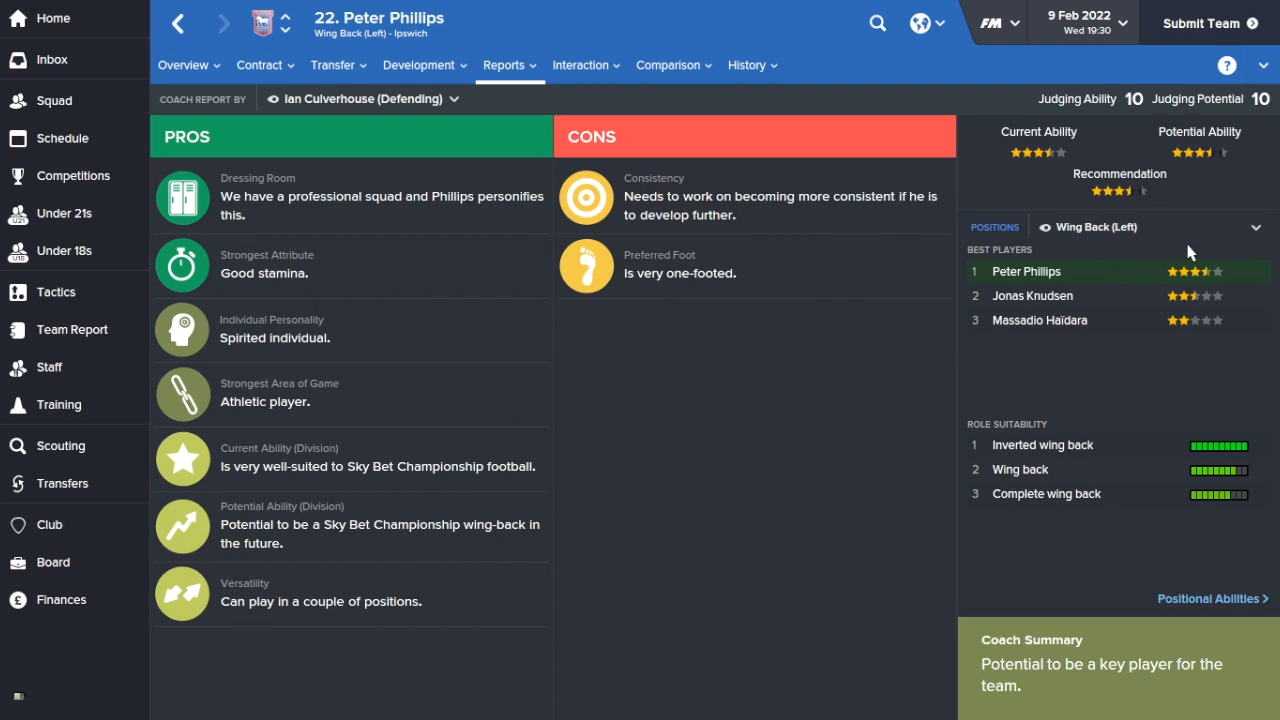 Home
Inbox
Squad
Schedule
Competitions
Under 21s
Under 18s
Tactics
Team Report
Staff
Training
Scouting
Transfers
Club
Board
Finances
22. Peter Phillips
Wing Back (Left) - Ipswich
FM
9 Feb 2022
Wed 19:30
Submit Team
Overview
Contract
Transfer
Development
Reports
Interaction
Comparison
History
?
COACH REPORT BY
Ian Culverhouse (Defending)
Judging Ability 10 Judging Potential 10
PROS
Dressing Room
We have a professional squad and Phillips personifies
this.
Strongest Attribute
Good stamina.
Individual Personality
Spirited individual.
Strongest Area of Game
Athletic player.
Current Ability (Division)
Is very well-suited to Sky Bet Championship football.
Potential Ability (Division)
Potential to be a Sky Bet Championship wing-back in
the future.
Versatility
Can play in a couple of positions.
CONS
Consistency
Needs to work on becoming more consistent if he is
to develop further.
Preferred Foot
Is very one-footed.
Current Ability
Potential Ability
Recommendation
POSITIONS
Wing Back (Left)
BEST PLAYERS
1 Peter Phillips
2 Jonas Knudsen
3 Massadio Haïdara
ROLE SUITABILITY
1 Inverted wing back
2 Wing back
3 Complete wing back
Positional Abilities >
Coach Summary
Potential to be a key player for the
team.